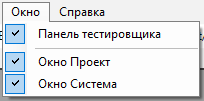 Окно Справка
Панель тестировщика
Окно Проект
Окно Система